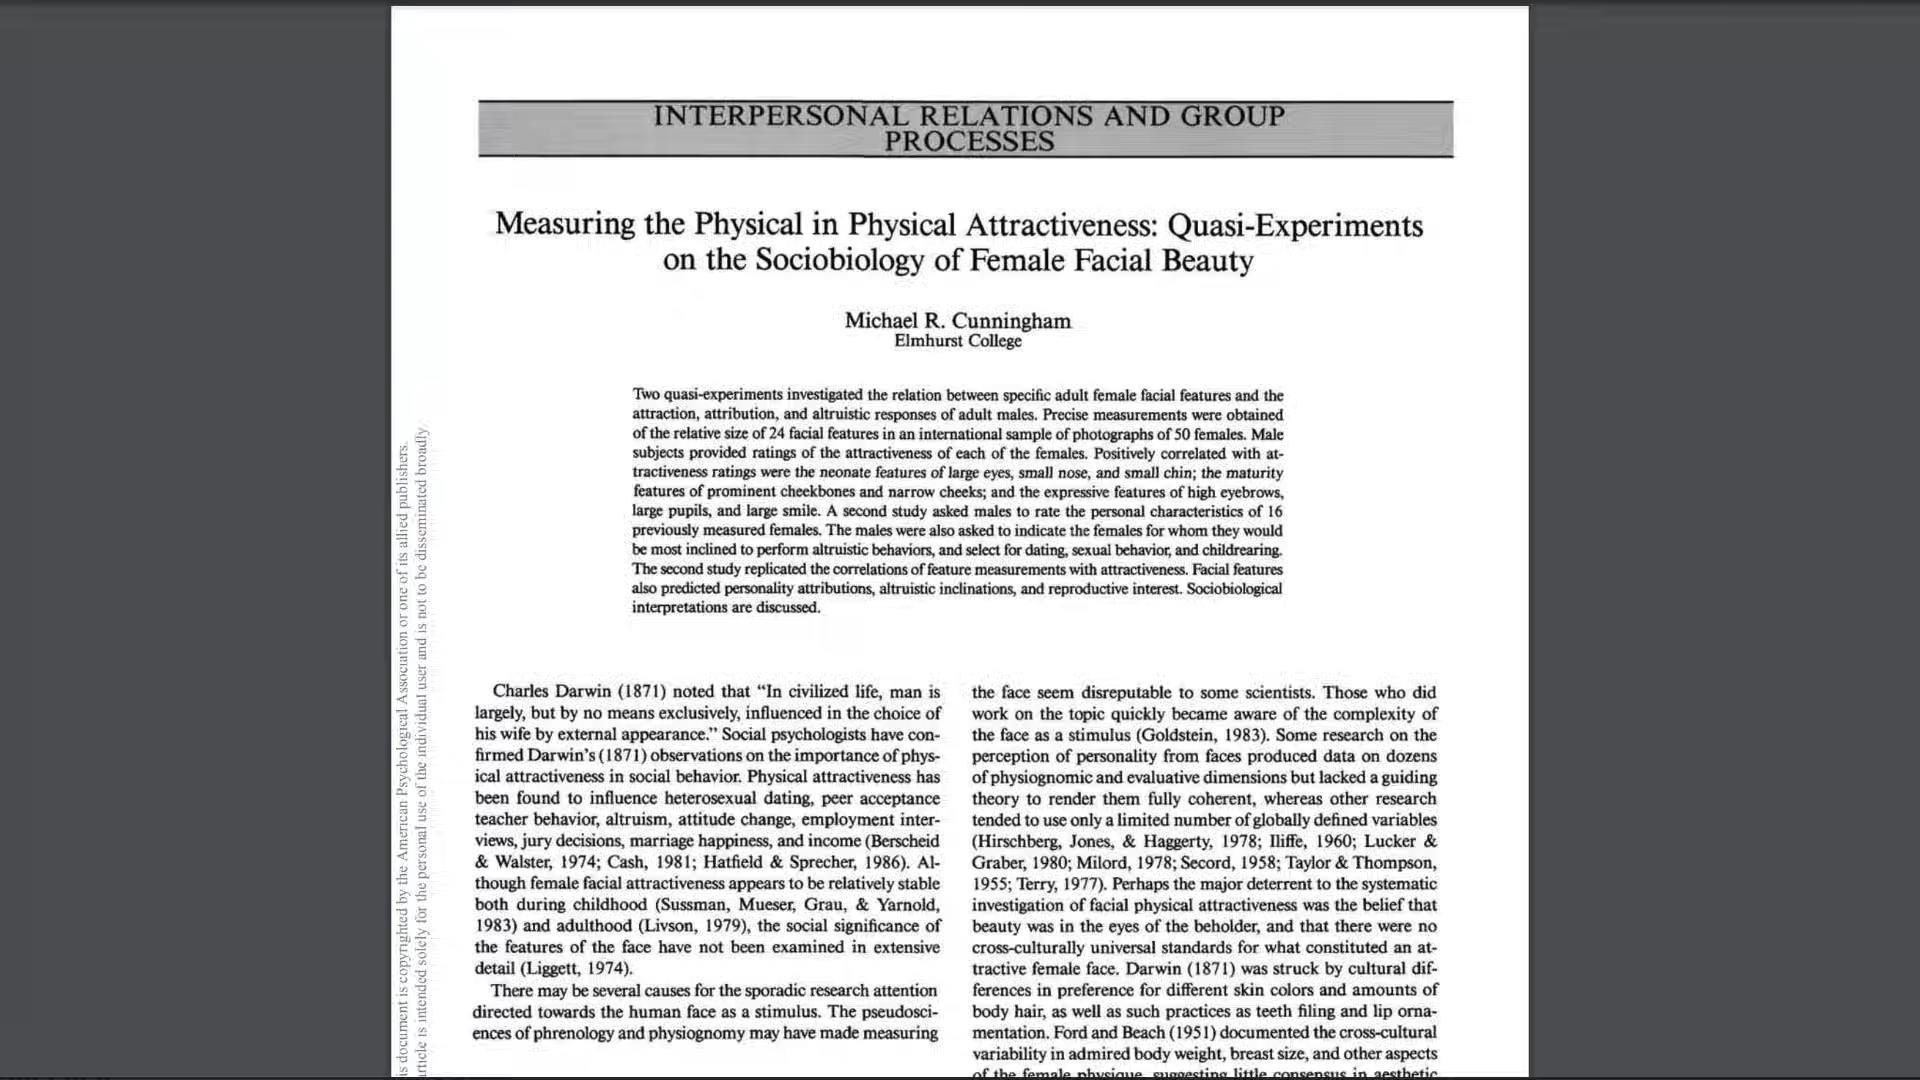 INTERPERSONAL RELATIONS AND GROUP
PROCESSES
Measuring the Physical in Physical Attractiveness: Quasi-Experiments
on the Sociobiology of Female Facial Beauty
Michael R. Cunningham
Elmhurst College
Two quasi-experiments investigated the relation between specific adult female facial features and the
attraction, attribution, and altruistic responses of adult males. Precise measurements were obtained
of the relative size of 24 facial features in an international sample of photographs of 50 females. Male
subjects provided ratings of the attractiveness of each of the females. Positively correlated with at-
tractiveness ratings were the neonate features of large eyes, small nose, and small chin; the maturity
features of prominent cheekbones and narrow cheeks; and the expressive features of high eyebrows,
large pupils, and large smile. A second study asked males to rate the personal characteristics of 16
previously measured females. The males were also asked to indicate the females for whom they would
be most inclined to perform altruistic behaviors, and select for dating, sexual behavior, and childrearing.
The second study replicated the correlations of feature measurements with attractiveness. Facial features
also predicted personality attributions, altruistic inclinations, and reproductive interest. Sociobiological
interpretations are discussed.
Charles Darwin (1871) noted that “In civilized life, man is
largely, but by no means exclusively, influenced in the choice of
his wife by external appearance.” Social psychologists have con-
firmed Darwin’s (1871) observations on the importance of phys-
ical attractiveness in social behavior. Physical attractiveness has
been found to influence heterosexual dating, peer acceptance
teacher behavior, altruism, attitude change, employment inter-
views, jury decisions, marriage happiness, and income (Berscheid
& Walster, 1974; Cash, 1981; Hatfield & Sprecher, 1986). Al-
though female facial attractiveness appears to be relatively stable
both during childhood (Sussman, Mueser, Grau, & Yarnold,
1983) and adulthood (Livson, 1979), the social significance of
the features of the face have not been examined in extensive
detail (Liggett, 1974).
There may be several causes for the sporadic research attention
directed towards the human face as a stimulus. The pseudosci-
ences of phrenology and physiognomy may have made measuring
the face seem disreputable to some scientists. Those who did
work on the topic quickly became aware of the complexity of
the face as a stimulus (Goldstein, 1983). Some research on the
perception of personality from faces produced data on dozens
of physiognomic and evaluative dimensions but lacked a guiding
theory to render them fully coherent, whereas other research
tended to use only a limited number of globally defined variables
(Hirschberg, Jones, & Haggerty, 1978; Iliffe, 1960; Lucker &
Graber, 1980; Milord, 1978; Secord, 1958; Taylor & Thompson,
1955; Terry, 1977). Perhaps the major deterrent to the systematic
investigation of facial physical attractiveness was the belief that
beauty was in the eyes of the beholder, and that there were no
cross-culturally universal standards for what constituted an at-
tractive female face. Darwin (1871) was struck by cultural dif-
ferences in preference for different skin colors and amounts of
body hair, as well as such practices as teeth filing and lip orna-
mentation. Ford and Beach (1951) documented the cross-cultural
variability in admired body weight, breast size, and other aspects
of the female physique, suggesting little consensus in aesthetic
is document is copyrighted by the American Psychological Association or one of its allied publishers.
article is intended solely for the personal use of the individual user and is not to be disseminated broadly